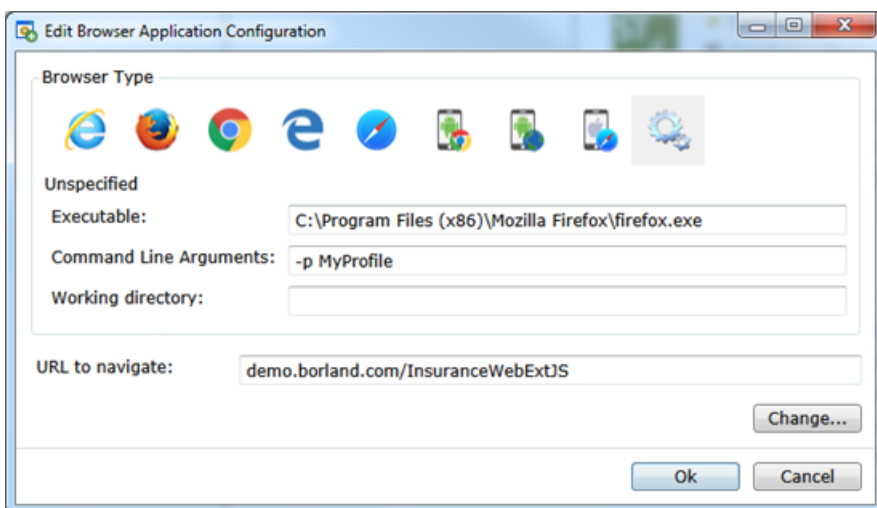 Edit Browser Application Configuration
Browser Type
Unspecified
Executable: C:\Program Files (x86)\Mozilla Firefox\firefox.exe
Command Line Arguments: -p MyProfile
Working directory:
URL to navigate: demo.borland.com/InsuranceWebExtJS
Change...
Ok Cancel